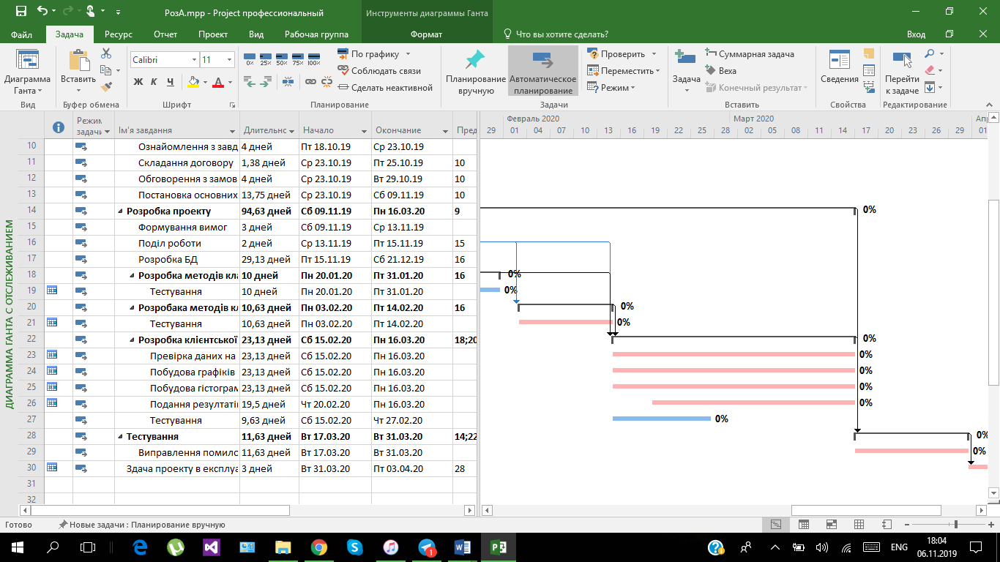 РозА.mpp - Project профессиональный
Инструменты диаграммы Ганта
Файл Задача Ресурс Отчет Проект Вид Рабочая группа Формат Что вы хотите сделать? Вход
Диаграмма Ганта
Вид
Вставить
Буфер обмена
Calibri 11
Ж К Ч А
Шрифт
0% 25% 50% 75% 100%
По графику
Соблюдать связи
Сделать неактивной
Планирование
Планирование вручную
Автоматическое планирование
Проверить
Переместить
Режим
Задачи
Задача
Суммарная задача
Веха
Конечный результат
Вставить
Сведения
Свойства
Перейти к задаче
Редактирование
ДИАГРАММА ГАНТА С ОТСЛЕЖИВАНИЕМ
Режим задачи Ім'я завдання Длительнс Начало Окончание Пред
Февраль 2020 Март 2020 Апр
29 01 04 07 10 13 16 19 22 25 28 02 05 08 11 14 17 20 23 26 29 01
10 Ознайомлення з завд 4 дней Пт 18.10.19 Ср 23.10.19
11 Складання договору 1,38 дней Ср 23.10.19 Пт 25.10.19 10
12 Обговорення з замов 4 дней Ср 23.10.19 Вт 29.10.19 10
13 Постановка основних 13,75 дней Ср 23.10.19 Сб 09.11.19 10
14 Розробка проекту 94,63 дней Сб 09.11.19 Пн 16.03.20 9 0%
15 Формування вимог 3 дней Сб 09.11.19 Ср 13.11.19
16 Поділ роботи 2 дней Ср 13.11.19 Пт 15.11.19 15
17 Розробка БД 29,13 дней Пт 15.11.19 Сб 21.12.19 16
18 Розробка методів кла 10 дней Пн 20.01.20 Пт 31.01.20 16 0%
19 Тестування 10 дней Пн 20.01.20 Пт 31.01.20 0%
20 Розробака методів кл 10,63 дней Пн 03.02.20 Пт 14.02.20 16 0%
21 Тестування 10,63 дней Пн 03.02.20 Пт 14.02.20 0%
22 Розробка клієнтської 23,13 дней Сб 15.02.20 Пн 16.03.20 18;20 0%
23 Превірка даних на 23,13 дней Сб 15.02.20 Пн 16.03.20 0%
24 Побудова графіків 23,13 дней Сб 15.02.20 Пн 16.03.20 0%
25 Побудова гістограм 23,13 дней Сб 15.02.20 Пн 16.03.20 0%
26 Подання резултаті 19,5 дней Чт 20.02.20 Пн 16.03.20 0%
27 Тестування 9,63 дней Сб 15.02.20 Чт 27.02.20 0%
28 Тестування 11,63 дней Вт 17.03.20 Вт 31.03.20 14;22 0%
29 Виправлення помилс 11,63 дней Вт 17.03.20 Вт 31.03.20 0%
30 Здача проекту в експлуа 3 дней Вт 31.03.20 Пт 03.04.20 28
31
32
Готово Новые задачи : Планирование вручную
ENG 18:04
06.11.2019